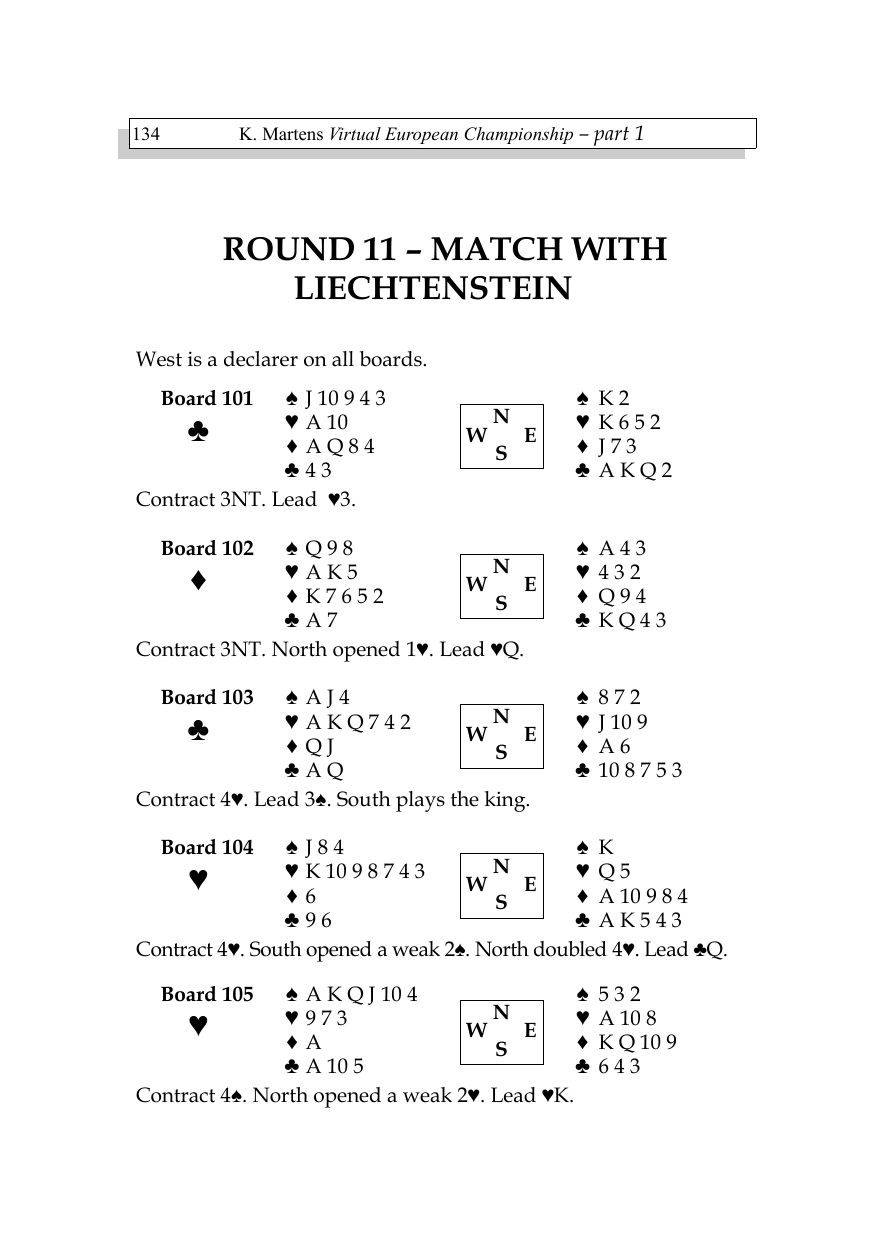 134 K. Martens Virtual European Championship – part 1
ROUND 11 – MATCH WITH
LIECHTENSTEIN
West is a declarer on all boards.
Board 101 ♠ J 10 9 4 3 N ♠ K 2
♣ ♥ A 10 W E ♥ K 6 5 2
♦ A Q 8 4 S ♦ J 7 3
♣ 4 3 ♣ A K Q 2
Contract 3NT. Lead ♥3.
Board 102 ♠ Q 9 8 N ♠ A 4 3
♦ ♥ A K 5 W E ♥ 4 3 2
♦ K 7 6 5 2 S ♦ Q 9 4
♣ A 7 ♣ K Q 4 3
Contract 3NT. North opened 1♥. Lead ♥Q.
Board 103 ♠ A J 4 N ♠ 8 7 2
♣ ♥ A K Q 7 4 2 W E ♥ J 10 9
♦ Q J S ♦ A 6
♣ A Q ♣ 10 8 7 5 3
Contract 4♥. Lead 3♠. South plays the king.
Board 104 ♠ J 8 4 N ♠ K
♥ ♥ K 10 9 8 7 4 3 W E ♥ Q 5
♦ 6 S ♦ A 10 9 8 4
♣ 9 6 ♣ A K 5 4 3
Contract 4♥. South opened a weak 2♠. North doubled 4♥. Lead ♣Q.
Board 105 ♠ A K Q J 10 4 N ♠ 5 3 2
♥ ♥ 9 7 3 W E ♥ A 10 8
♦ A S ♦ K Q 10 9
♣ A 10 5 ♣ 6 4 3
Contract 4♠. North opened a weak 2♥. Lead ♥K.